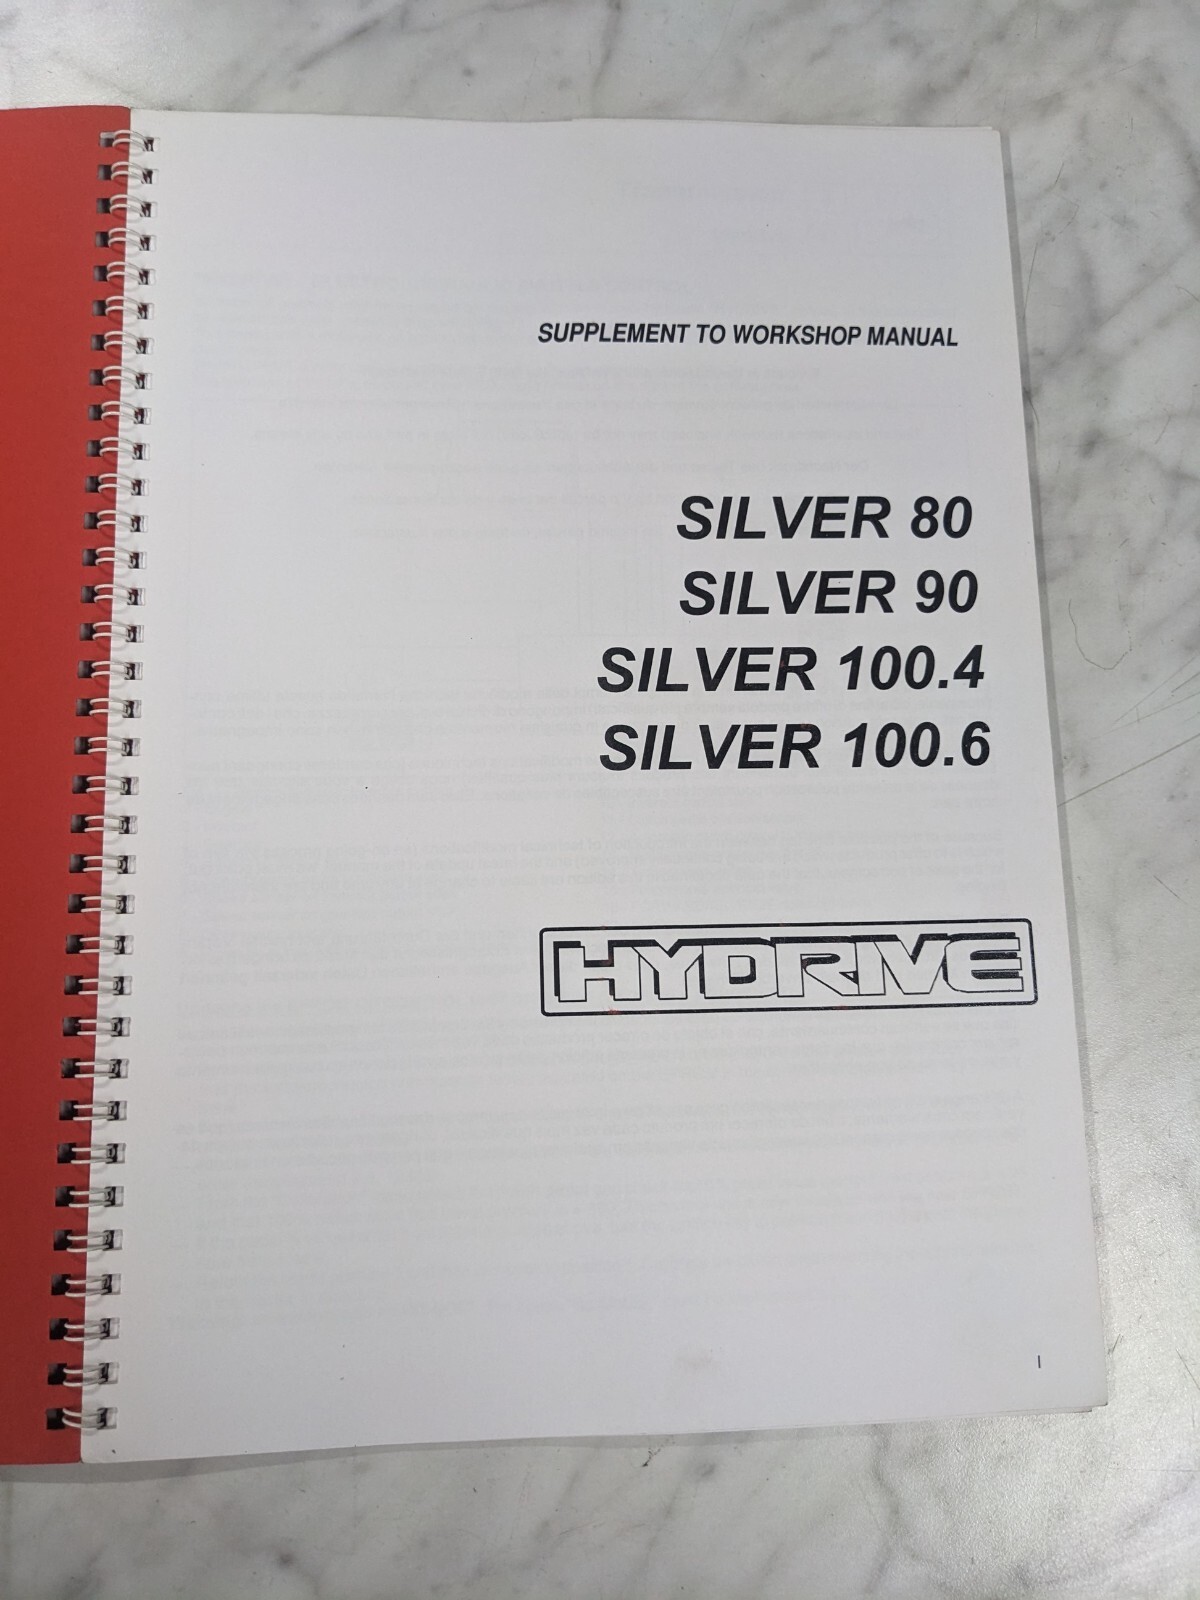 SUPPLEMENT TO WORKSHOP MANUAL
SILVER 80
SILVER 90
SILVER 100.4
SILVER 100.6
HYDRIVE
I